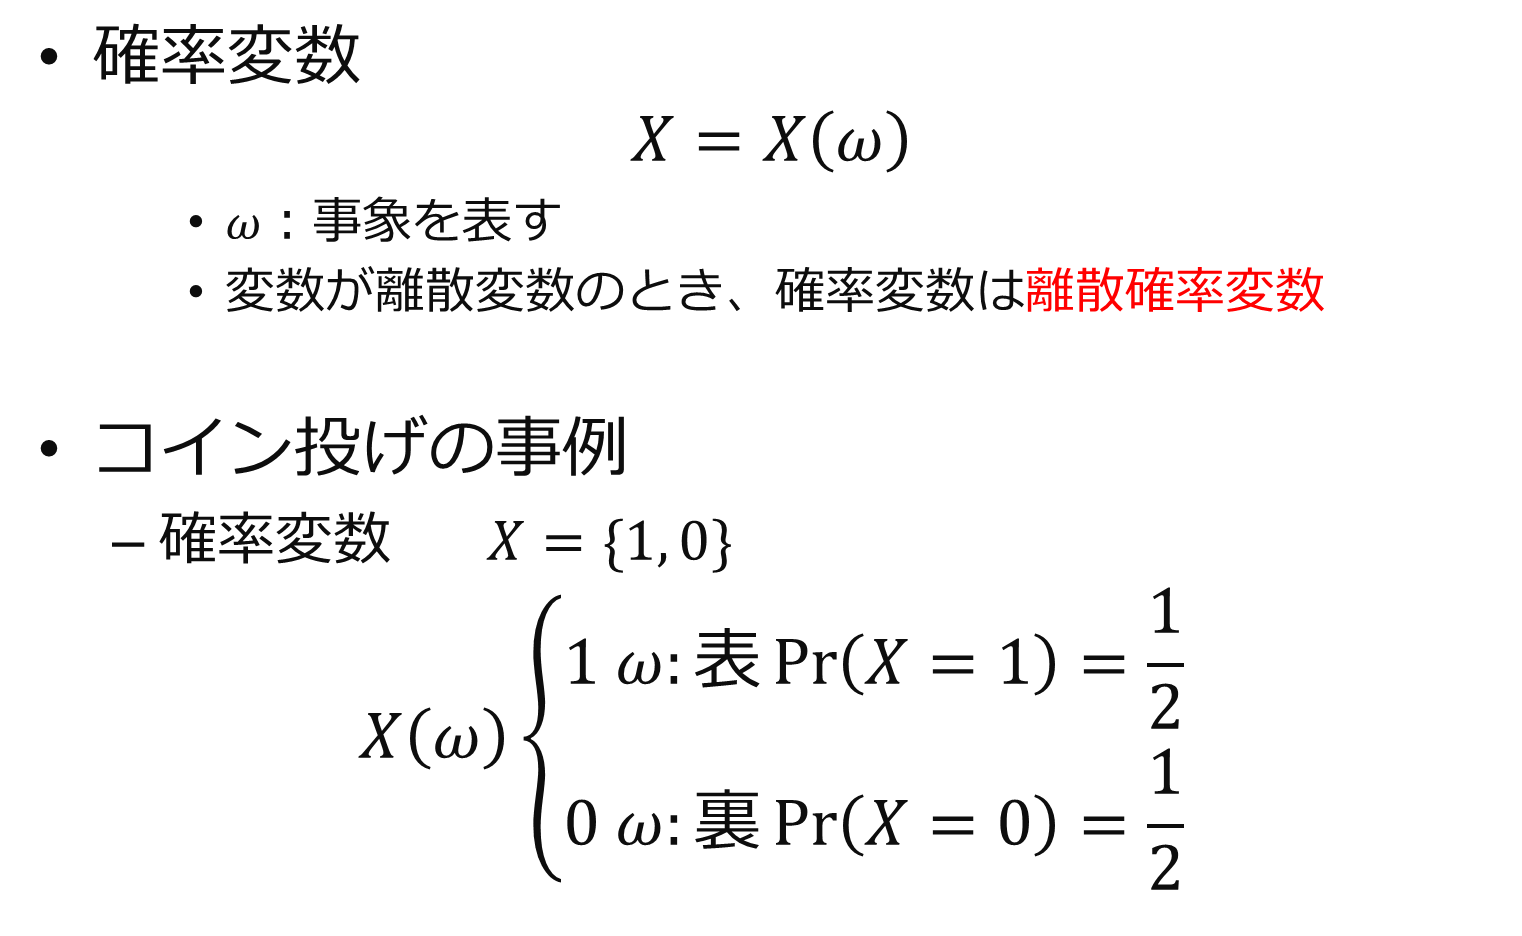 • 確率変数
X = X(ω)
• ω：事象を表す
• 変数が離散変数のとき、確率変数は離散確率変数
• コイン投げの事例
– 確率変数 X = {1, 0}
X(ω) { 1 ω: 表 Pr(X = 1) = 1/2
0 ω: 裏 Pr(X = 0) = 1/2